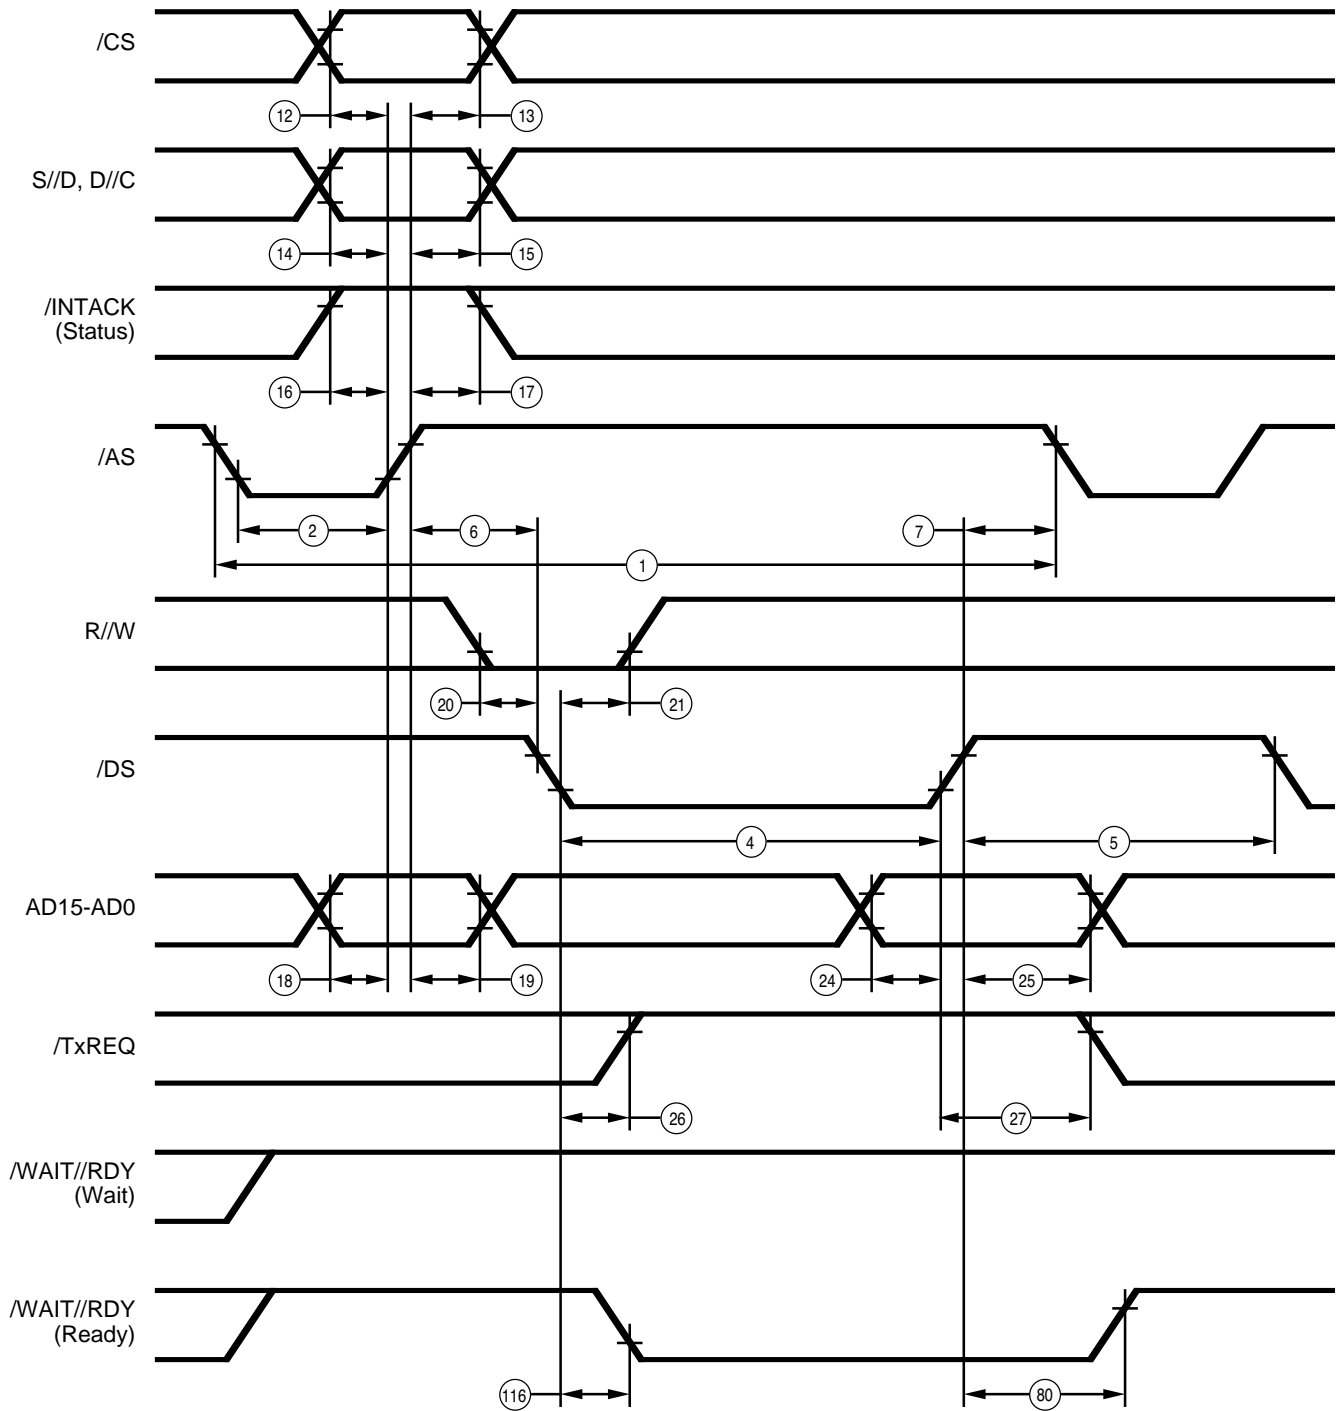 /CS
12
13
S//D, D//C
14
15
/INTACK
(Status)
16
17
/AS
2
6
7
1
R//W
20
21
/DS
4
5
AD15-AD0
18
19
24
25
/TxREQ
26
27
/WAIT//RDY
(Wait)
/WAIT//RDY
(Ready)
116
80